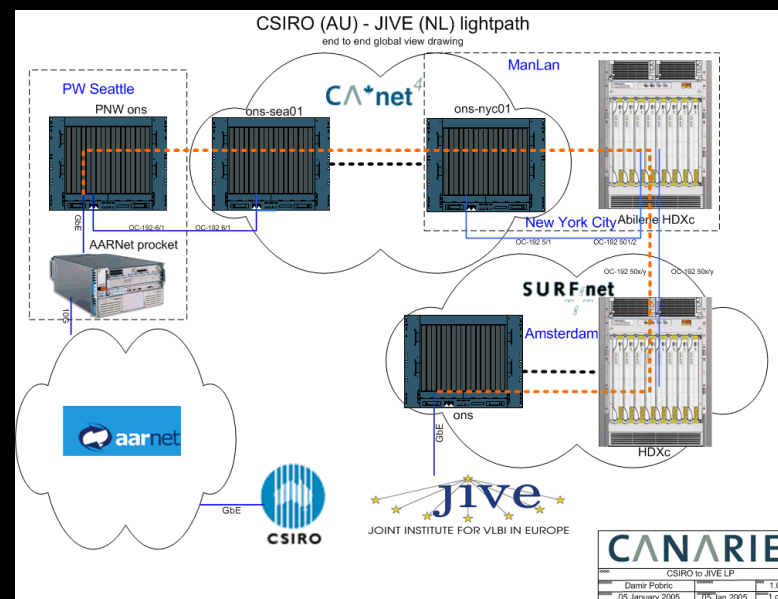 CSIRO (AU) - JIVE (NL) lightpath
end to end global view drawing
PW Seattle
PNW ons
CA*net 4
ons-sea01
ons-nyc01
ManLan
New York City
Abilene HDXc
GbE
OC-192-6/1
OC-192 6/1
OC-192 5/1
OC-192 501/2
AARNet procket
10G
OC-192 50x/y
OC-192 50x/y
SURFnet
Amsterdam
ons
HDXc
GbE
aarnet
GbE
CSIRO
jive
JOINT INSTITUTE FOR VLBI IN EUROPE
CANARIE
CSIRO to JIVE LP
Damir Pobric
1.0
05 January 2005
05 Jan 2005